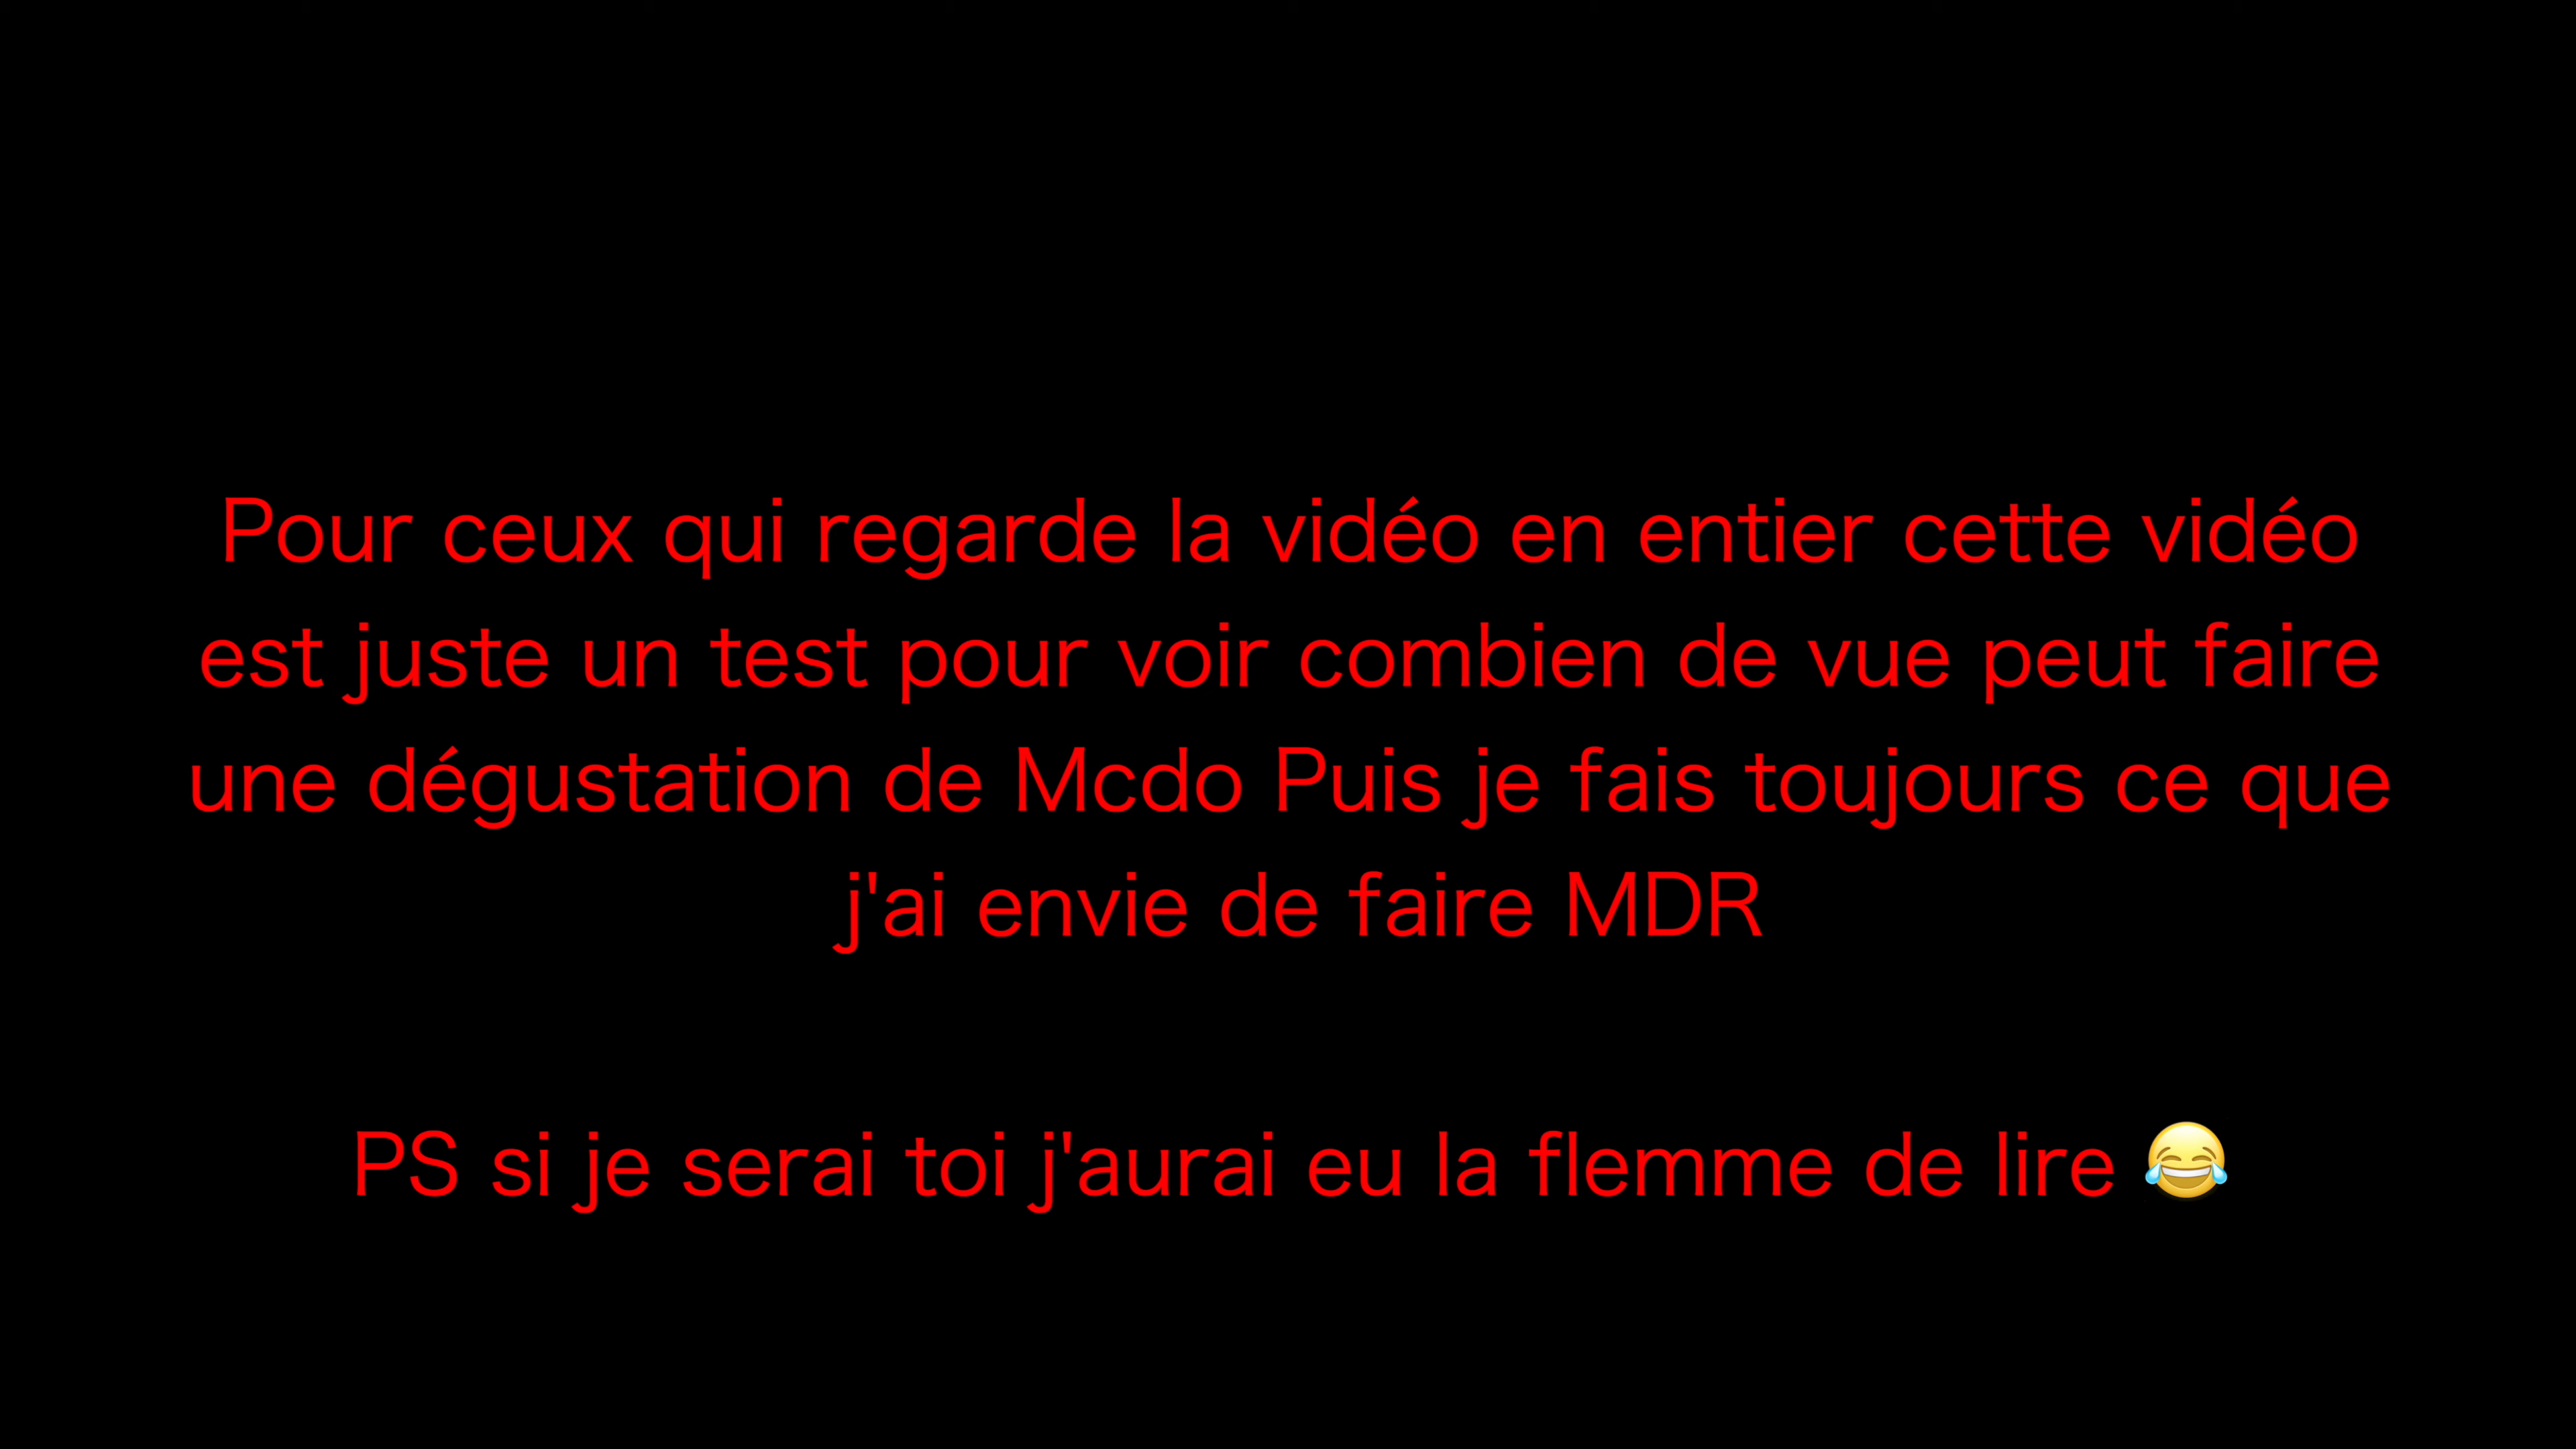 Pour ceux qui regarde la vidéo en entier cette vidéo
est juste un test pour voir combien de vue peut faire
une dégustation de Mcdo Puis je fais toujours ce que
j'ai envie de faire MDR
PS si je serai toi j'aurai eu la flemme de lire 😂